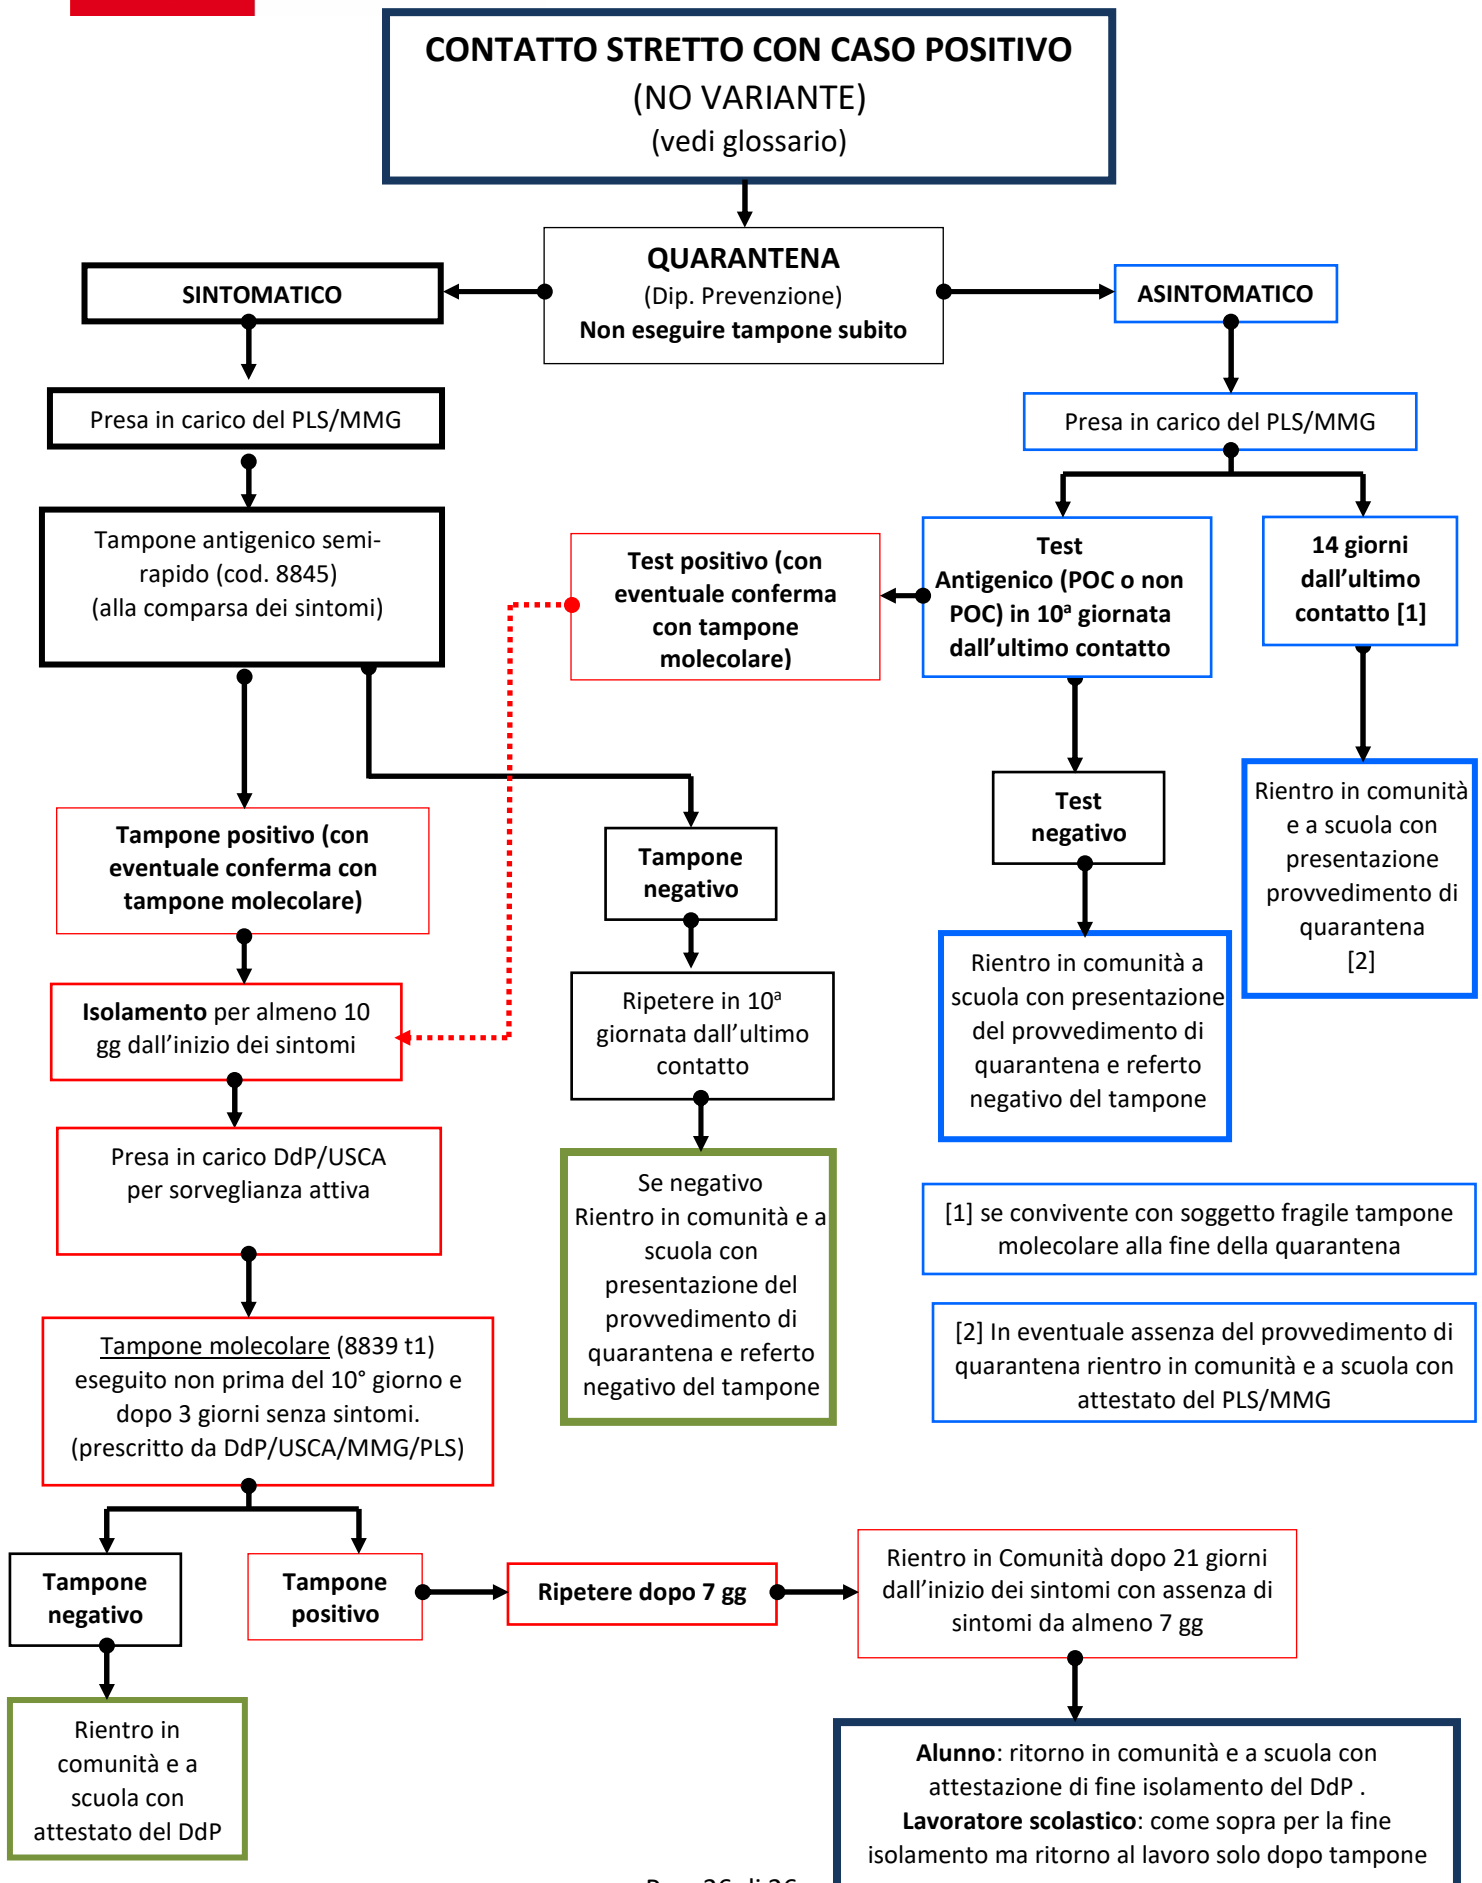 CONTATTO STRETTO CON CASO POSITIVO
(NO VARIANTE)
(vedi glossario)
QUARANTENA
(Dip. Prevenzione)
Non eseguire tampone subito
SINTOMATICO
ASINTOMATICO
Presa in carico del PLS/MMG
Presa in carico del PLS/MMG
Tampone antigenico semi-
rapido (cod. 8845)
(alla comparsa dei sintomi)
Test positivo (con
eventuale conferma
con tampone
molecolare)
Test
Antigenico (POC o non
POC) in 10ª giornata
dall’ultimo contatto
14 giorni
dall’ultimo
contatto [1]
Tampone positivo (con
eventuale conferma con
tampone molecolare)
Tampone
negativo
Test
negativo
Rientro in comunità
e a scuola con
presentazione
provvedimento di
quarantena
[2]
Isolamento per almeno 10
gg dall’inizio dei sintomi
Ripetere in 10ª
giornata dall’ultimo
contatto
Rientro in comunità a
scuola con presentazione
del provvedimento di
quarantena e referto
negativo del tampone
Presa in carico DdP/USCA
per sorveglianza attiva
Se negativo
Rientro in comunità e a
scuola con
presentazione del
provvedimento di
quarantena e referto
negativo del tampone
[1] se convivente con soggetto fragile tampone
molecolare alla fine della quarantena
[2] In eventuale assenza del provvedimento di
quarantena rientro in comunità e a scuola con
attestato del PLS/MMG
Tampone molecolare (8839 t1)
eseguito non prima del 10° giorno e
dopo 3 giorni senza sintomi.
(prescritto da DdP/USCA/MMG/PLS)
Tampone
negativo
Tampone
positivo
Ripetere dopo 7 gg
Rientro in Comunità dopo 21 giorni
dall’inizio dei sintomi con assenza di
sintomi da almeno 7 gg
Rientro in
comunità e a
scuola con
attestato del DdP
Alunno: ritorno in comunità e a scuola con
attestazione di fine isolamento del DdP .
Lavoratore scolastico: come sopra per la fine
isolamento ma ritorno al lavoro solo dopo tampone